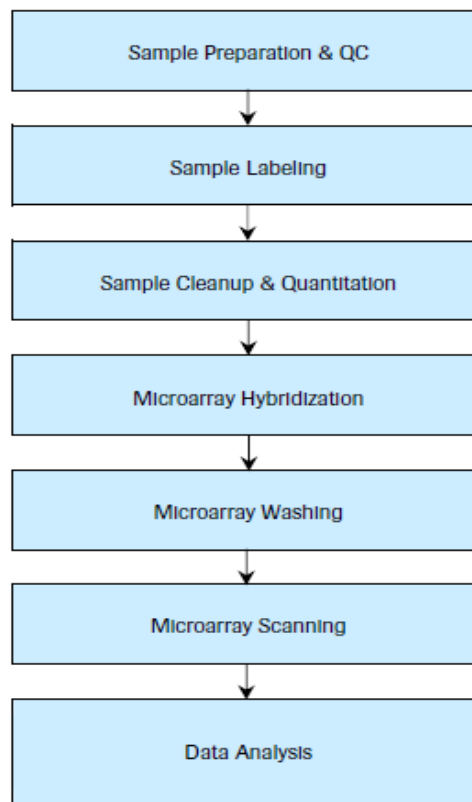 Sample Preparation & QC
Sample Labeling
Sample Cleanup & Quantitation
Microarray Hybridization
Microarray Washing
Microarray Scanning
Data Analysis